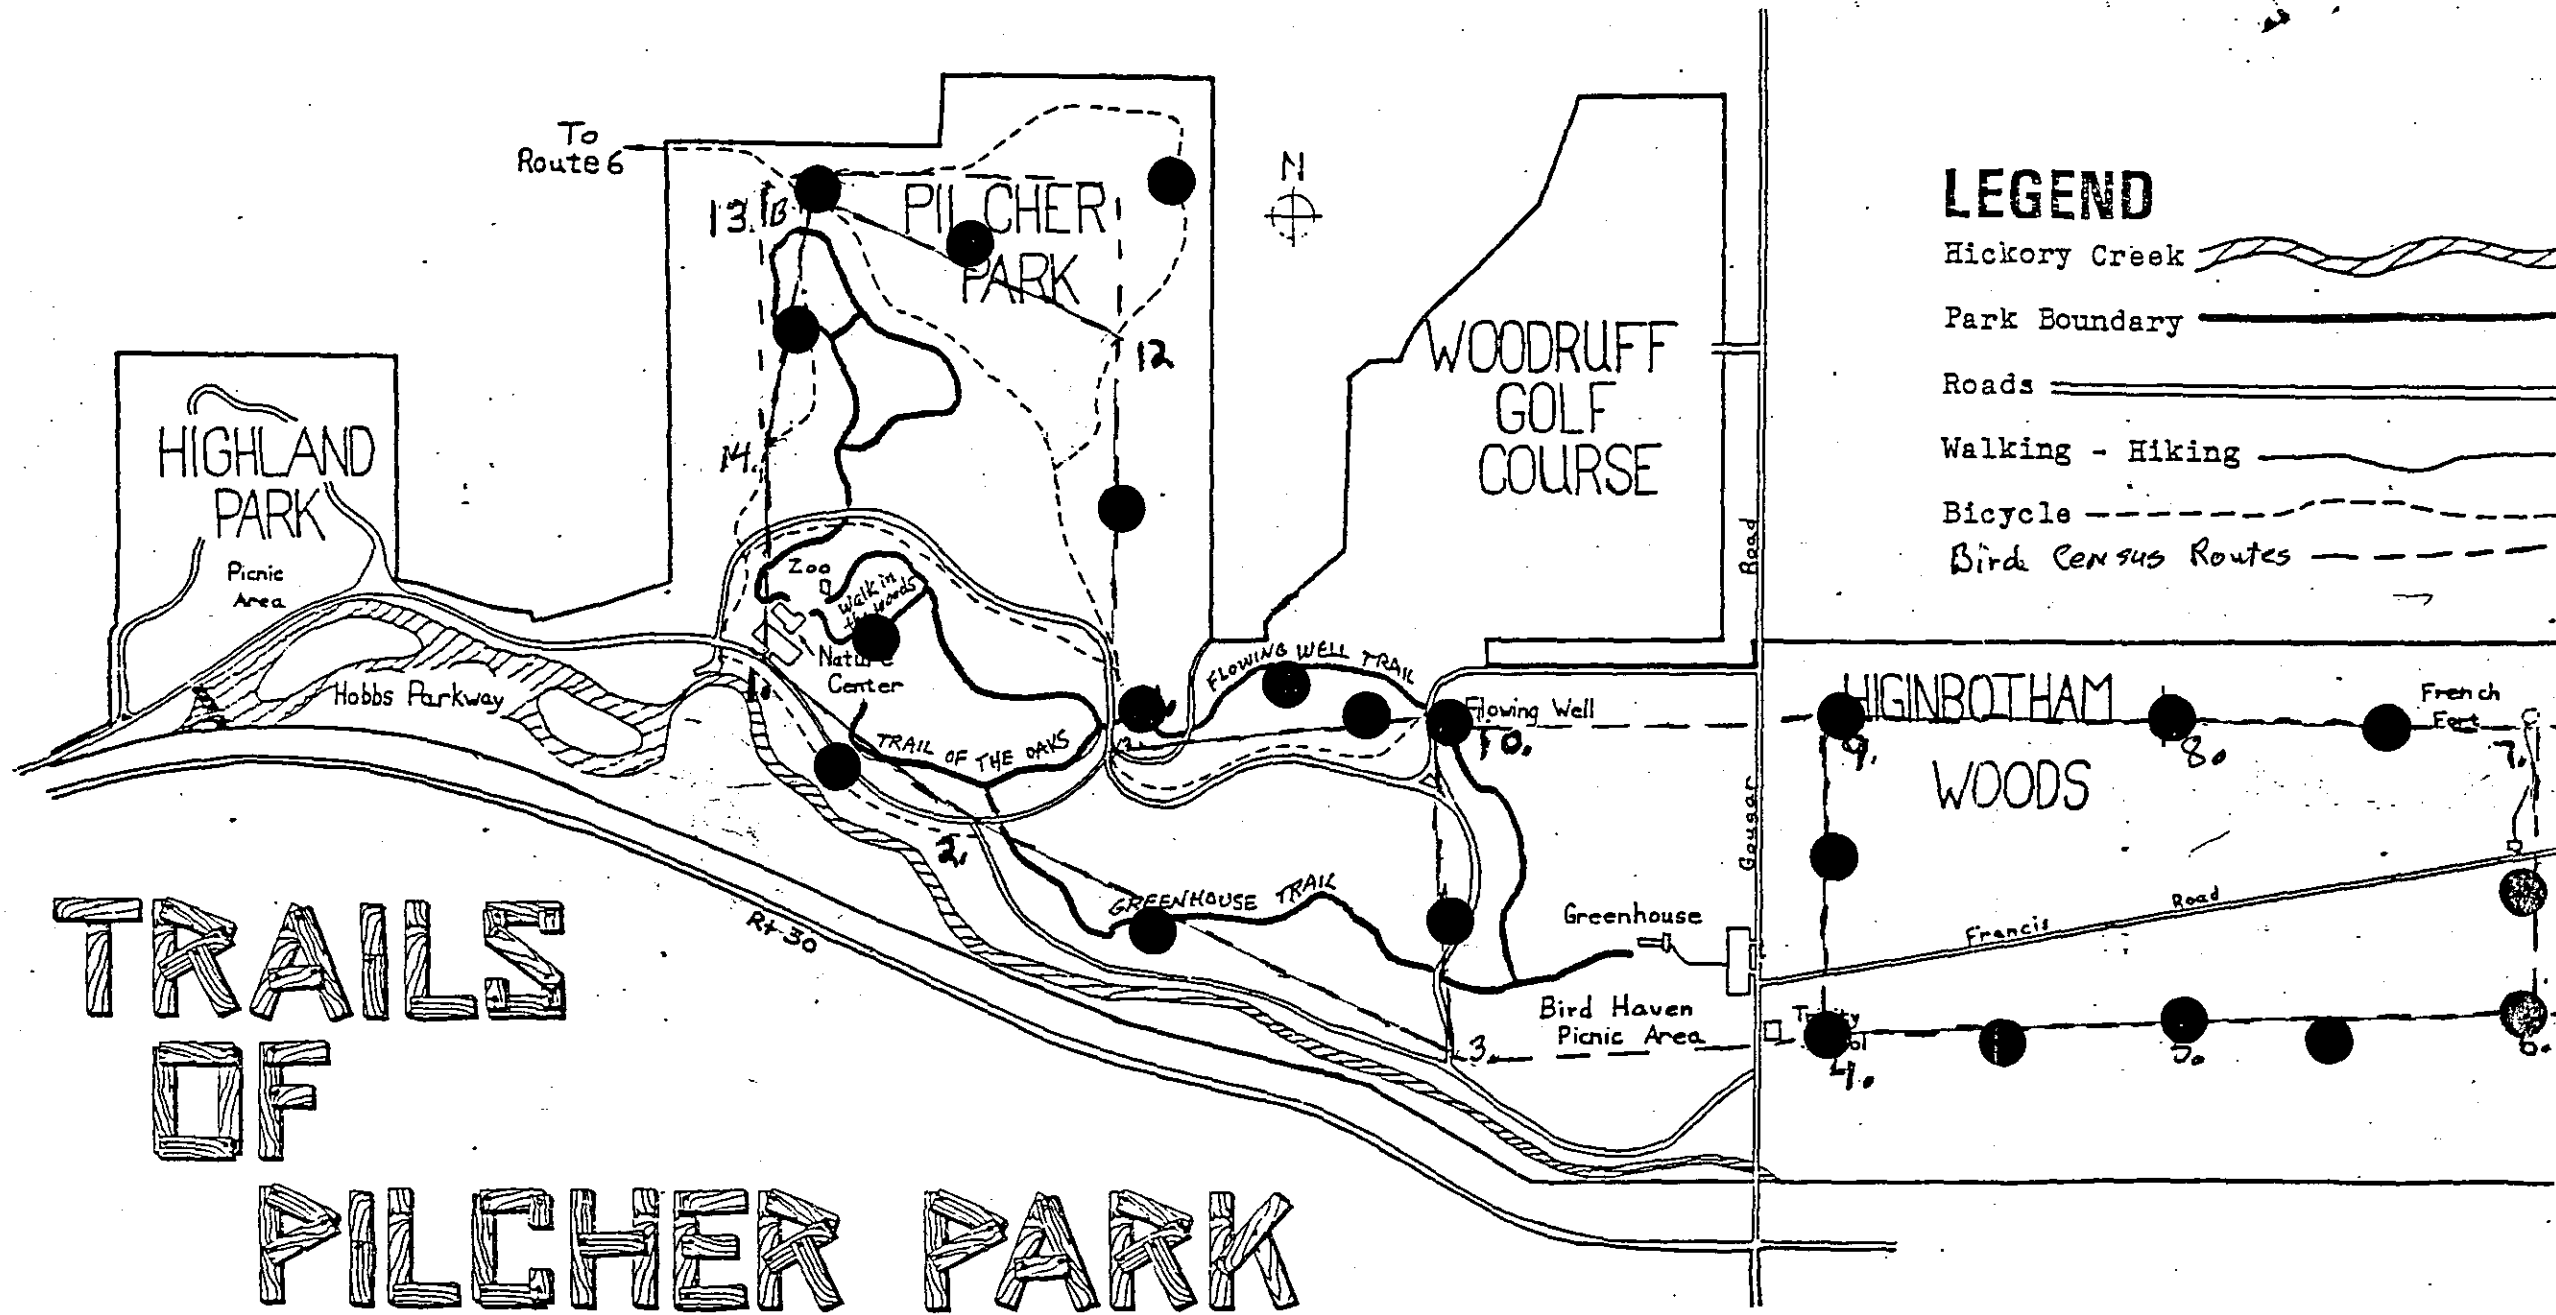 To
Route 6
N
PILCHER
PARK
13.
B
12
14.
HIGHLAND
PARK
Picnic
Area
WOODRUFF
GOLF
COURSE
LEGEND
Hickory Creek
Park Boundary
Roads
Walking - Hiking
Bicycle
Bird Census Routes
Zoo
Walk in
the woods
Nature
Center
1.
Hobbs Parkway
TRAIL OF THE OAKS
2.
FLOWING WELL TRAIL
Flowing Well
10.
GREENHOUSE TRAIL
Greenhouse
Bird Haven
Picnic Area
3.
Rt 30
Gougar
Road
HIGINBOTHAM
WOODS
French
Fort
9.
8.
7.
Francis Road
4.
5.
6.
TRAILS
OF
PILCHER PARK